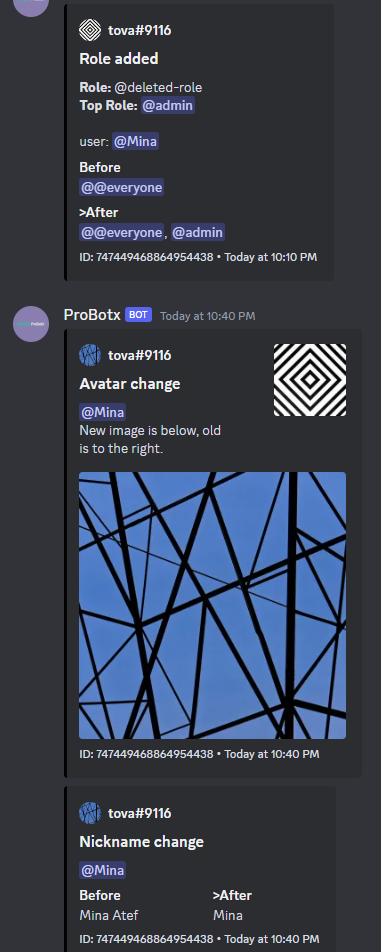 tova#9116
Role added
Role: @deleted-role
Top Role: @admin
user: @Mina
Before
@@everyone
>After
@@everyone, @admin
ID: 747449468864954438 • Today at 10:10 PM
ProBotx BOT Today at 10:40 PM
tova#9116
Avatar change
@Mina
New image is below, old
is to the right.
ID: 747449468864954438 • Today at 10:40 PM
tova#9116
Nickname change
@Mina
Before >After
Mina Atef Mina
ID: 747449468864954438 • Today at 10:40 PM